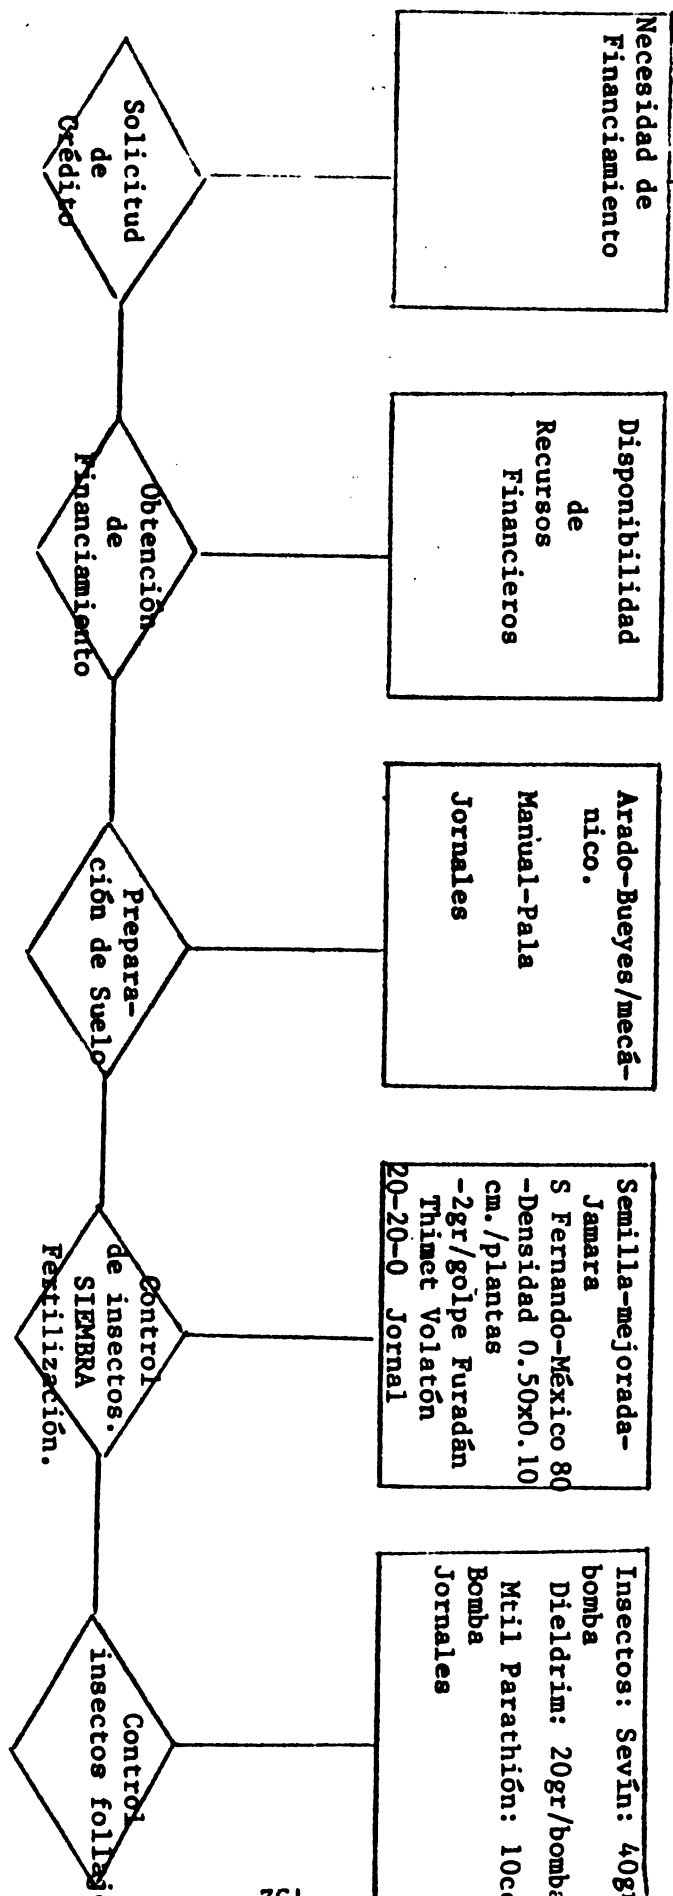 Necesidad de
Financiamiento
Solicitud
de
Crédito
Disponibilidad
de
Recursos
Financieros
Obtención
de
Financiamiento
Arado-Bueyes/mecá-
nico.
Manual-Pala
Jornales
Prepara-
ción de Suelo
Semilla-mejorada-
Jamara
S Fernando-México 80
-Densidad 0.50x0.10
cm./plantas
-2gr/golpe Furadán
Thimet Volatón
20-20-0 Jornal
Control
de insectos.
SIEMBRA
Fertilización.
Insectos: Sevín: 40gr
bomba
Dieldrim: 20gr/bomba
Mtil Parathión: 10cc
Bomba
Jornales
Control
insectos follaje